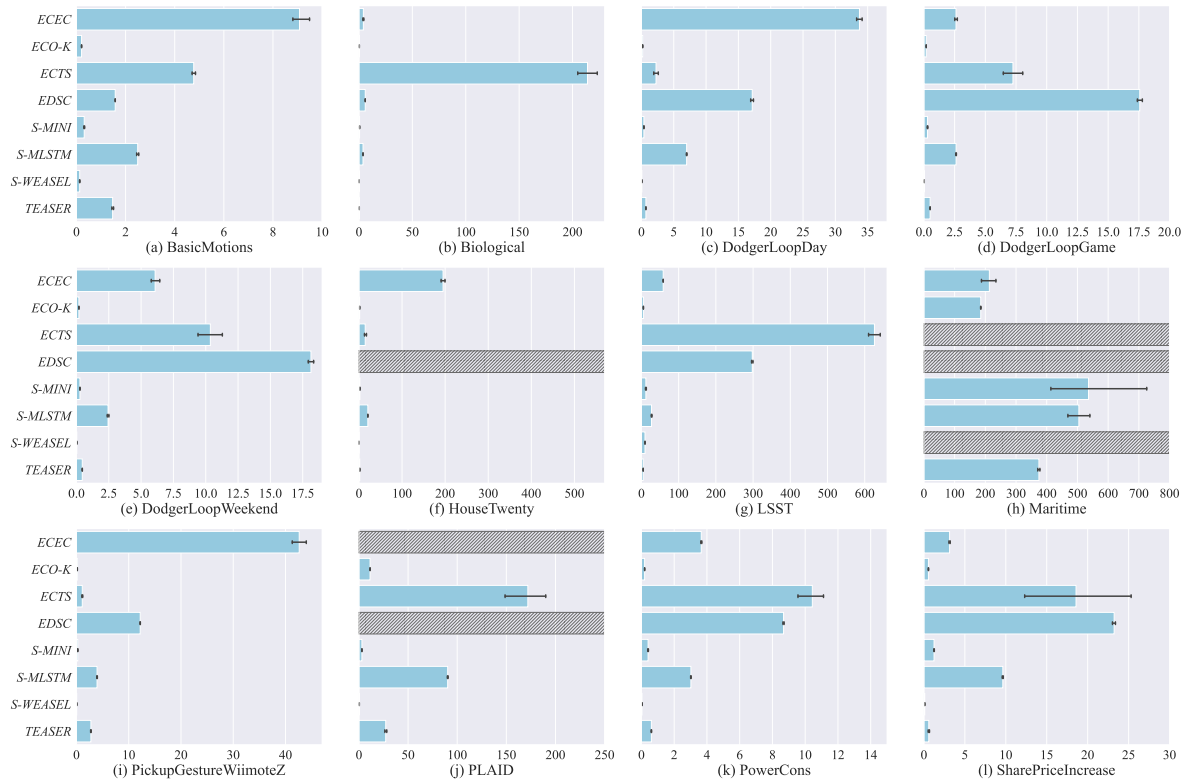 ECEC
ECO-K
ECTS
EDSC
S-MINI
S-MLSTM
S-WEASEL
TEASER
0 2 4 6 8 10
(a) BasicMotions
0 50 100 150 200
(b) Biological
0 5 10 15 20 25 30 35
(c) DodgerLoopDay
0.0 2.5 5.0 7.5 10.0 12.5 15.0 17.5 20.0
(d) DodgerLoopGame
ECEC
ECO-K
ECTS
EDSC
S-MINI
S-MLSTM
S-WEASEL
TEASER
0.0 2.5 5.0 7.5 10.0 12.5 15.0 17.5
(e) DodgerLoopWeekend
0 100 200 300 400 500
(f) HouseTwenty
0 100 200 300 400 500 600
(g) LSST
0 100 200 300 400 500 600 700 800
(h) Maritime
ECEC
ECO-K
ECTS
EDSC
S-MINI
S-MLSTM
S-WEASEL
TEASER
0 10 20 30 40
(i) PickupGestureWiimoteZ
0 50 100 150 200 250
(j) PLAID
0 2 4 6 8 10 12 14
(k) PowerCons
0 5 10 15 20 25 30
(l) SharePriceIncrease